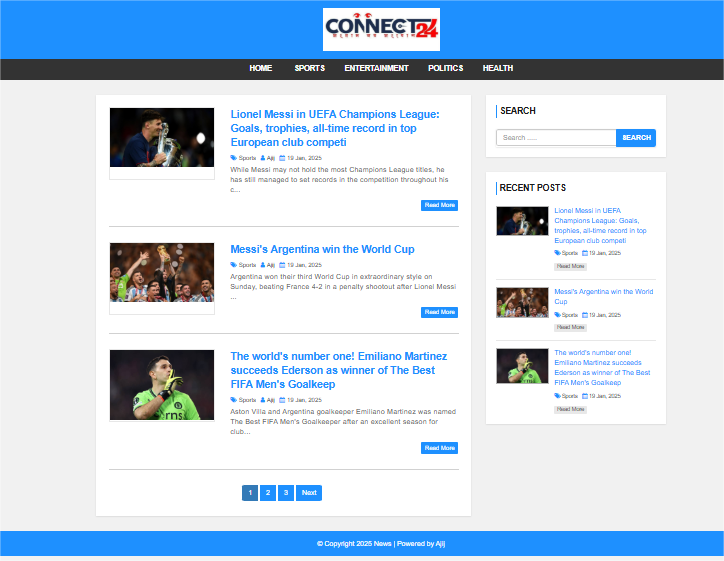 CONNECT24
HOME SPORTS ENTERTAINMENT POLITICS HEALTH
Lionel Messi in UEFA Champions League:
Goals, trophies, all-time record in top
European club competi
Sports Ajij 19 Jan, 2025
While Messi may not hold the most Champions League titles, he
has still managed to set records in the competition throughout his
c...
Read More
Messi's Argentina win the World Cup
Sports Ajij 19 Jan, 2025
Argentina won their third World Cup in extraordinary style on
Sunday, beating France 4-2 in a penalty shootout after Lionel Messi
...
Read More
The world's number one! Emiliano Martinez
succeeds Ederson as winner of The Best
FIFA Men's Goalkeep
Sports Ajij 19 Jan, 2025
Aston Villa and Argentina goalkeeper Emiliano Martinez was named
The Best FIFA Men's Goalkeeper after an excellent season for
club...
Read More
1 2 3 Next
SEARCH
Search .....
SEARCH
RECENT POSTS
Lionel Messi in UEFA
Champions League: Goals,
trophies, all-time record in top
European club competi
Sports 19 Jan, 2025
Read More
Messi's Argentina win the World
Cup
Sports 19 Jan, 2025
Read More
The world's number one!
Emiliano Martinez succeeds
Ederson as winner of The Best
FIFA Men's Goalkeep
Sports 19 Jan, 2025
Read More
© Copyright 2025 News | Powered by Ajij